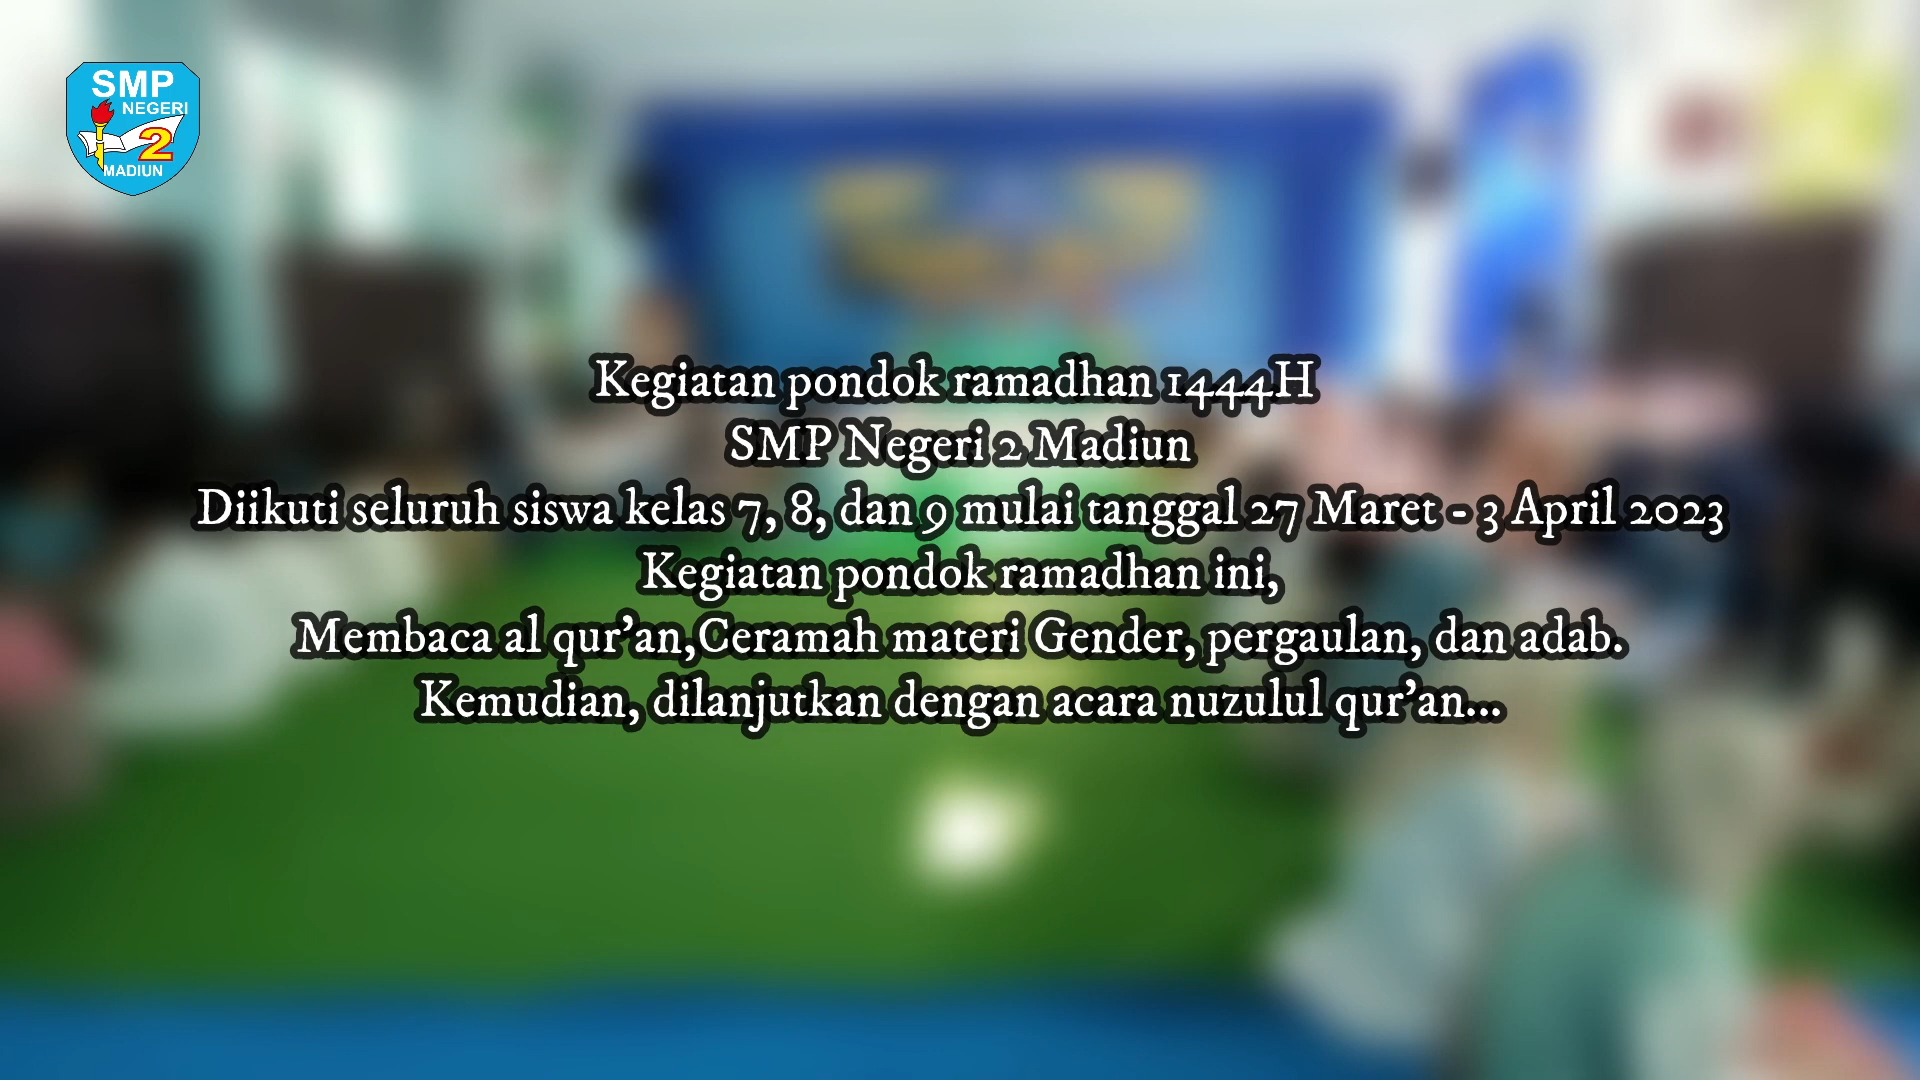 SMP
NEGERI
2
MADIUN
Kegiatan pondok ramadhan 1444H
SMP Negeri 2 Madiun
Diikuti seluruh siswa kelas 7, 8, dan 9 mulai tanggal 27 Maret - 3 April 2023
Kegiatan pondok ramadhan ini,
Membaca al qur'an,Ceramah materi Gender, pergaulan, dan adab.
Kemudian, dilanjutkan dengan acara nuzulul qur'an...